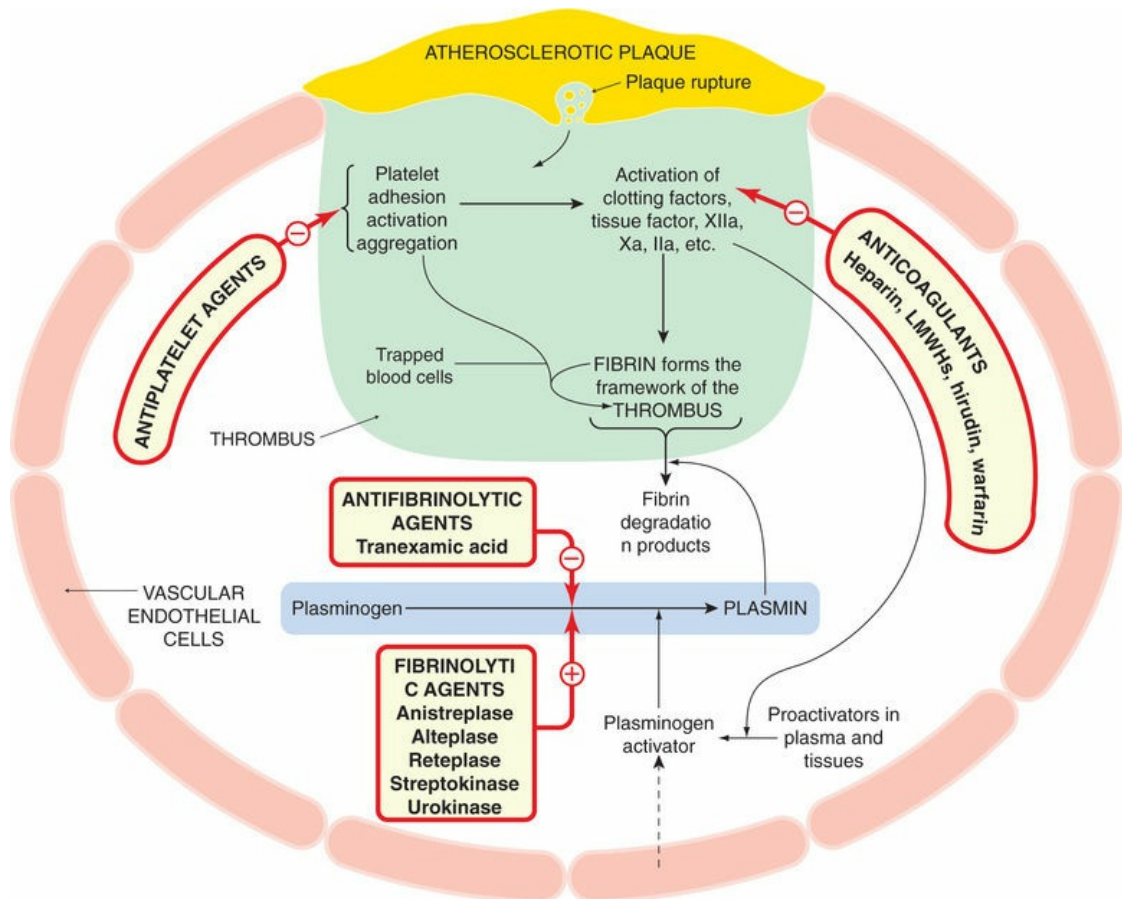 ATHEROSCLEROTIC PLAQUE
Plaque rupture
Platelet
adhesion
activation
aggregation
Activation of
clotting factors,
tissue factor, XIIa,
Xa, IIa, etc.
−
−
ANTIPLATELET AGENTS
ANTICOAGULANTS
Heparin, LMWHs, hirudin, warfarin
Trapped
blood cells
FIBRIN forms the
framework of the
THROMBUS
THROMBUS
ANTIFIBRINOLYTIC
AGENTS
Tranexamic acid
−
Fibrin
degradatio
n products
VASCULAR
ENDOTHELIAL
CELLS
Plasminogen
PLASMIN
FIBRINOLYTI
C AGENTS
Anistreplase
Alteplase
Reteplase
Streptokinase
Urokinase
+
Plasminogen
activator
Proactivators in
plasma and
tissues